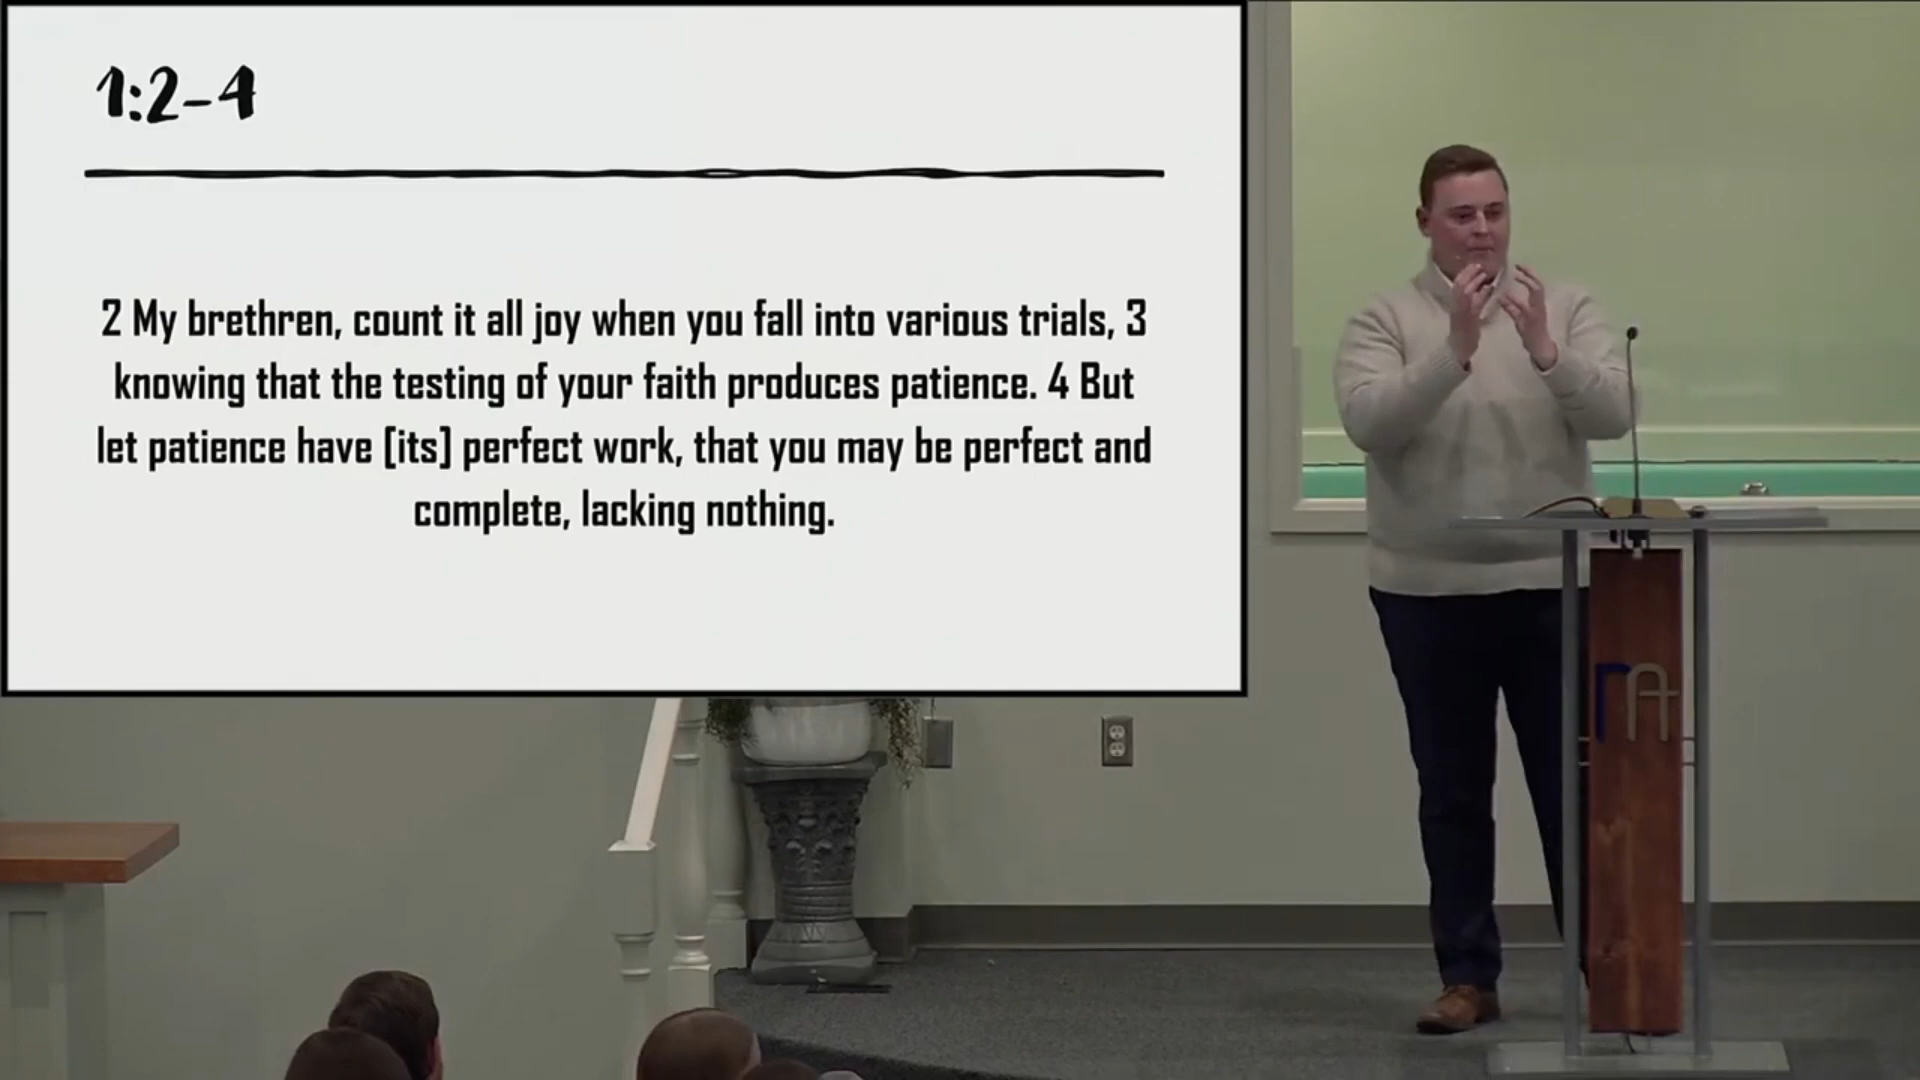 1:2-4
2 My brethren, count it all joy when you fall into various trials, 3
knowing that the testing of your faith produces patience. 4 But
let patience have [its] perfect work, that you may be perfect and
complete, lacking nothing.